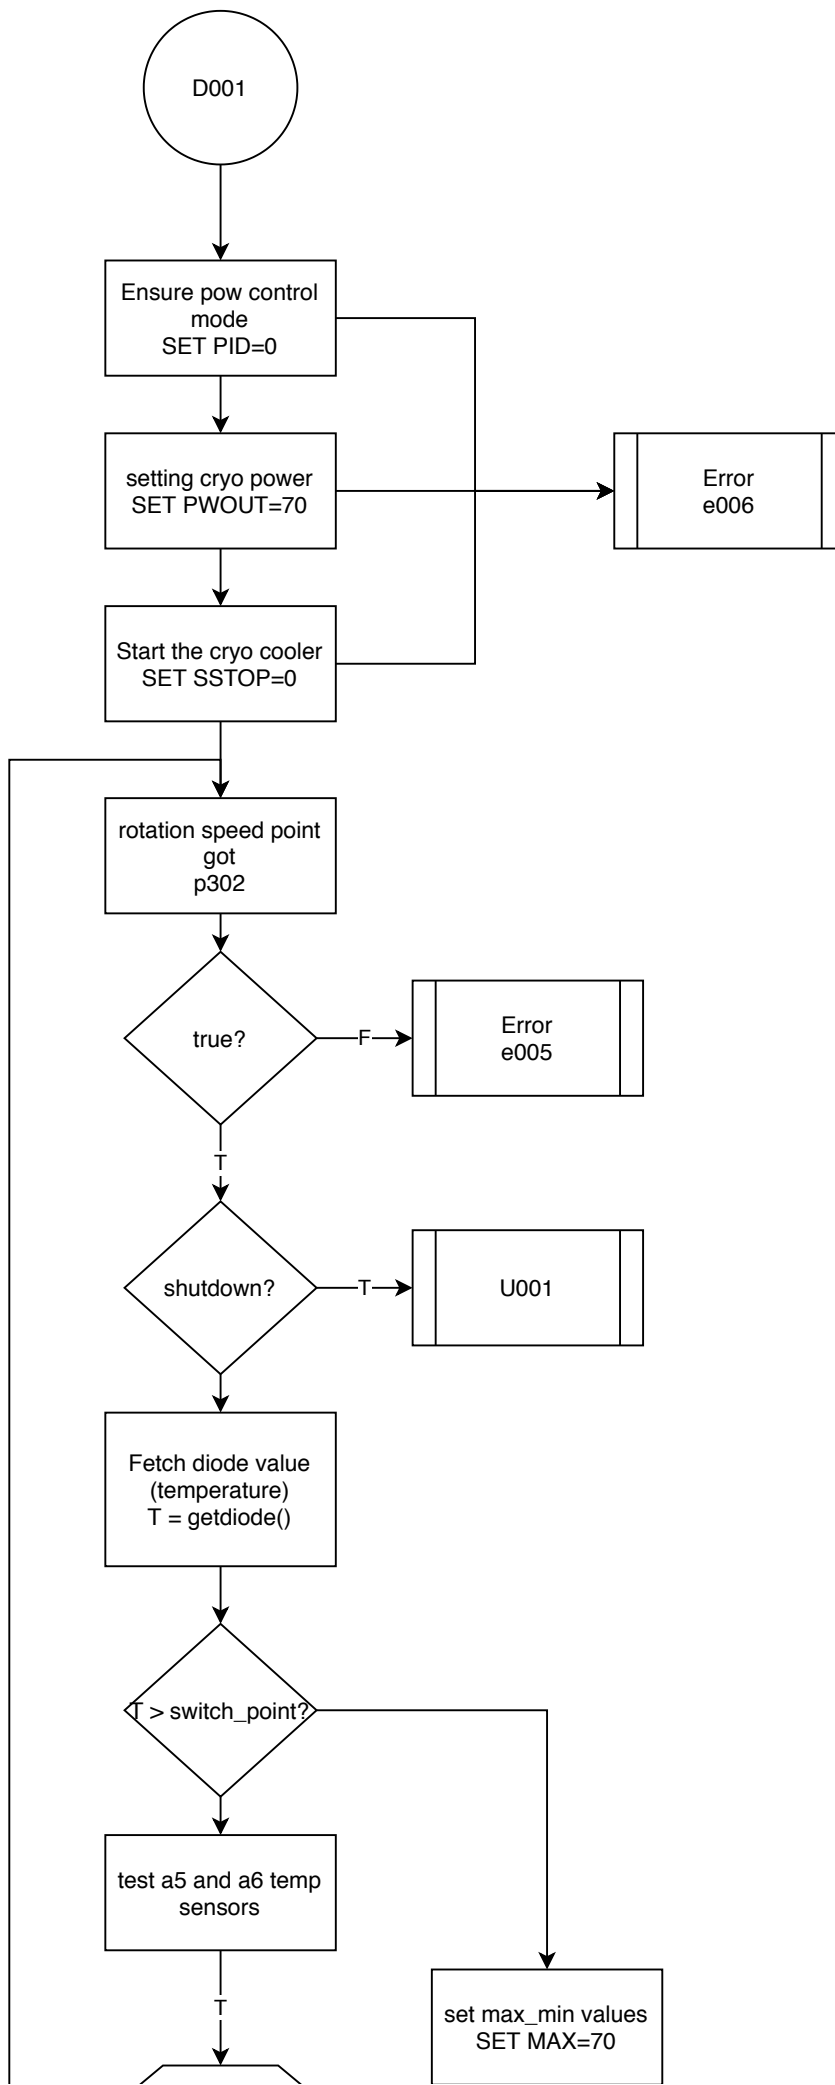 D001
Ensure pow control
mode
SET PID=0
setting cryo power
SET PWOUT=70
Error
e006
Start the cryo cooler
SET SSTOP=0
rotation speed point
got
p302
true?
F
Error
e005
T
shutdown?
T
U001
Fetch diode value
(temperature)
T = getdiode()
T > switch_point?
test a5 and a6 temp
sensors
T
set max_min values
SET MAX=70